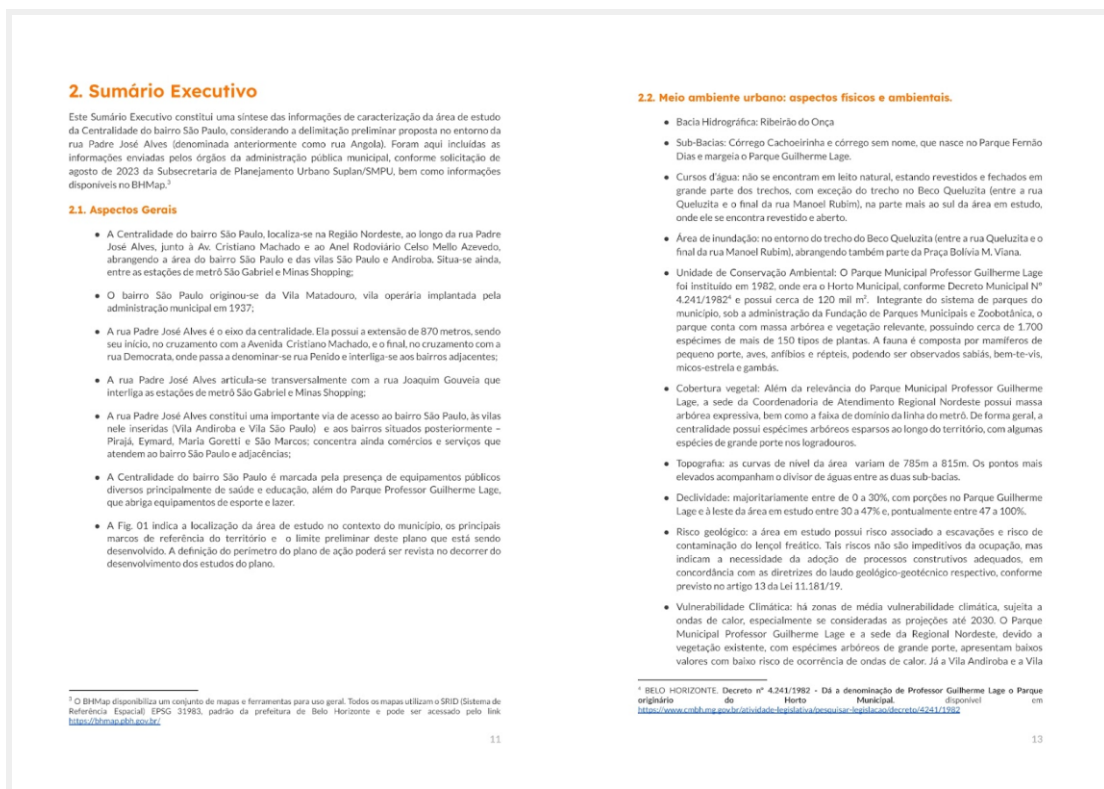 2. Sumário Executivo
Este Sumário Executivo constitui uma síntese das informações de caracterização da área de estudo
da Centralidade do bairro São Paulo, considerando a delimitação preliminar proposta no entorno da
rua Padre José Alves (denominada anteriormente como rua Angola). Foram aqui incluídas as
informações enviadas pelos órgãos da administração pública municipal, conforme solicitação de
agosto de 2023 da Subsecretaria de Planejamento Urbano Suplan/SMPU, bem como informações
disponíveis no BHMap.³
2.1. Aspectos Gerais
● A Centralidade do bairro São Paulo, localiza-se na Região Nordeste, ao longo da rua Padre
José Alves, junto à Av. Cristiano Machado e ao Anel Rodoviário Celso Mello Azevedo,
abrangendo a área do bairro São Paulo e das vilas São Paulo e Andiroba. Situa-se ainda,
entre as estações de metrô São Gabriel e Minas Shopping;
● O bairro São Paulo originou-se da Vila Matadouro, vila operária implantada pela
administração municipal em 1937;
● A rua Padre José Alves é o eixo da centralidade. Ela possui a extensão de 870 metros, sendo
seu início, no cruzamento com a Avenida Cristiano Machado, e o final, no cruzamento com a
rua Democrata, onde passa a denominar-se rua Penido e interliga-se aos bairros adjacentes;
● A rua Padre José Alves articula-se transversalmente com a rua Joaquim Gouveia que
interliga as estações de metrô São Gabriel e Minas Shopping;
● A rua Padre José Alves constitui uma importante via de acesso ao bairro São Paulo, às vilas
nele inseridas (Vila Andiroba e Vila São Paulo) e aos bairros situados posteriormente –
Pirajá, Eymard, Maria Goretti e São Marcos; concentra ainda comércios e serviços que
atendem ao bairro São Paulo e adjacências;
● A Centralidade do bairro São Paulo é marcada pela presença de equipamentos públicos
diversos principalmente de saúde e educação, além do Parque Professor Guilherme Lage,
que abriga equipamentos de esporte e lazer.
● A Fig. 01 indica a localização da área de estudo no contexto do município, os principais
marcos de referência do território e o limite preliminar deste plano que está sendo
desenvolvido. A definição do perímetro do plano de ação poderá ser revista no decorrer do
desenvolvimento dos estudos do plano.
³ O BHMap disponibiliza um conjunto de mapas e ferramentas para uso geral. Todos os mapas utilizam o SRID (Sistema de
Referência Espacial) EPSG 31983, padrão da prefeitura de Belo Horizonte e pode ser acessado pelo link
https://bhmap.pbh.gov.br/
11
2.2. Meio ambiente urbano: aspectos físicos e ambientais.
● Bacia Hidrográfica: Ribeirão do Onça
● Sub-Bacias: Córrego Cachoeirinha e córrego sem nome, que nasce no Parque Fernão
Dias e margeia o Parque Guilherme Lage.
● Cursos d'água: não se encontram em leito natural, estando revestidos e fechados em
grande parte dos trechos, com exceção do trecho no Beco Queluzita (entre a rua
Queluzita e o final da rua Manoel Rubim), na parte mais ao sul da área em estudo,
onde ele se encontra revestido e aberto.
● Área de inundação: no entorno do trecho do Beco Queluzita (entre a rua Queluzita e o
final da rua Manoel Rubim), abrangendo também parte da Praça Bolívia M. Viana.
● Unidade de Conservação Ambiental: O Parque Municipal Professor Guilherme Lage
foi instituído em 1982, onde era o Horto Municipal, conforme Decreto Municipal Nº
4.241/1982⁴ e possui cerca de 120 mil m². Integrante do sistema de parques do
município, sob a administração da Fundação de Parques Municipais e Zoobotânica, o
parque conta com massa arbórea e vegetação relevante, possuindo cerca de 1.700
espécimes de mais de 150 tipos de plantas. A fauna é composta por mamíferos de
pequeno porte, aves, anfíbios e répteis, podendo ser observados sabiás, bem-te-vis,
micos-estrela e gambás.
● Cobertura vegetal: Além da relevância do Parque Municipal Professor Guilherme
Lage, a sede da Coordenadoria de Atendimento Regional Nordeste possui massa
arbórea expressiva, bem como a faixa de domínio da linha do metrô. De forma geral, a
centralidade possui espécimes arbóreos esparsos ao longo do território, com algumas
espécies de grande porte nos logradouros.
● Topografia: as curvas de nível da área variam de 785m a 815m. Os pontos mais
elevados acompanham o divisor de águas entre as duas sub-bacias.
● Declividade: majoritariamente entre de 0 a 30%, com porções no Parque Guilherme
Lage e à leste da área em estudo entre 30 a 47% e, pontualmente entre 47 a 100%.
● Risco geológico: a área em estudo possui risco associado a escavações e risco de
contaminação do lençol freático. Tais riscos não são impeditivos da ocupação, mas
indicam a necessidade da adoção de processos construtivos adequados, em
concordância com as diretrizes do laudo geológico-geotécnico respectivo, conforme
previsto no artigo 13 da Lei 11.181/19.
● Vulnerabilidade Climática: há zonas de média vulnerabilidade climática, sujeita a
ondas de calor, especialmente se consideradas as projeções até 2030. O Parque
Municipal Professor Guilherme Lage e a sede da Regional Nordeste, devido a
vegetação existente, com espécimes arbóreos de grande porte, apresentam baixos
valores com baixo risco de ocorrência de ondas de calor. Já a Vila Andiroba e a Vila
⁴ BELO HORIZONTE. Decreto nº 4.241/1982 - Dá a denominação de Professor Guilherme Lage o Parque
originário do Horto Municipal. disponível em
https://www.cmbh.mg.gov.br/atividade-legislativa/pesquisar-legislacao/decreto/4241/1982
13